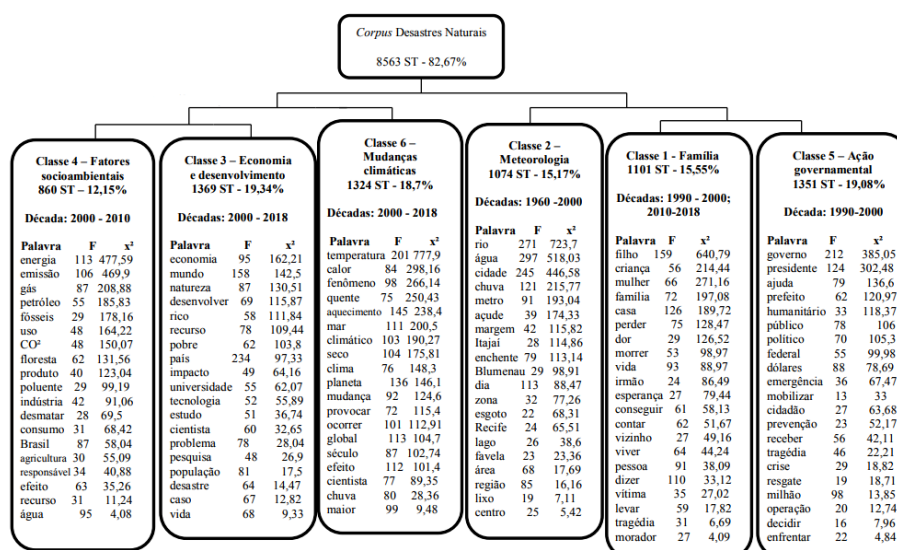 Corpus Desastres Naturais
8563 ST - 82,67%
Classe 4 – Fatores
socioambientais
860 ST – 12,15%
Década: 2000 - 2010
Palavra F x²
energia 113 477,59
emissão 106 469,9
gás 87 208,88
petróleo 55 185,83
fósseis 29 178,16
uso 48 164,22
CO² 48 150,07
floresta 62 131,56
produto 40 123,04
poluente 29 99,19
indústria 42 91,06
desmatar 28 69,5
consumo 31 68,42
Brasil 87 58,04
agricultura 30 55,09
responsável 34 40,88
efeito 63 35,26
recurso 31 11,24
água 95 4,08
Classe 3 – Economia
e desenvolvimento
1369 ST - 19,34%
Décadas: 2000 - 2018
Palavra F x²
economia 95 162,21
mundo 158 142,5
natureza 87 130,51
desenvolver 69 115,87
rico 58 111,84
recurso 78 109,44
pobre 62 103,8
país 234 97,33
impacto 49 64,16
universidade 55 62,07
tecnologia 52 55,89
estudo 51 36,74
cientista 60 32,65
problema 78 28,04
pesquisa 48 26,9
população 81 17,5
desastre 64 14,47
caso 67 12,82
vida 68 9,33
Classe 6 –
Mudanças
climáticas
1324 ST - 18,7%
Décadas: 2000 - 2018
Palavra F x²
temperatura 201 777,9
calor 84 298,16
fenômeno 98 266,14
quente 75 250,43
aquecimento 145 238,4
mar 111 200,5
climático 103 190,27
seco 104 175,81
clima 76 148,3
planeta 136 146,1
mudança 92 124,6
provocar 72 115,4
ocorrer 101 112,91
global 113 104,7
século 87 102,74
efeito 112 101,4
cientista 77 89,35
chuva 80 28,36
maior 99 9,48
Classe 2 –
Meteorologia
1074 ST - 15,17%
Décadas: 1960 -2000
Palavra F x²
rio 271 723,7
água 297 518,03
cidade 245 446,58
chuva 121 215,77
metro 91 193,04
açude 39 174,33
margem 42 115,82
Itajaí 28 114,86
enchente 79 113,14
Blumenau 29 98,91
dia 113 88,47
zona 32 77,26
esgoto 22 68,31
Recife 24 65,51
lago 26 38,6
favela 23 23,36
área 68 17,69
região 85 16,16
lixo 19 7,11
centro 25 5,42
Classe 1 - Família
1101 ST - 15,55%
Décadas: 1990 - 2000;
2010-2018
Palavra F x²
filho 159 640,79
criança 56 214,44
mulher 66 271,16
família 72 197,08
casa 126 189,72
perder 75 128,47
dor 29 126,52
morrer 53 98,97
vida 93 88,97
irmão 24 86,49
esperança 27 79,44
conseguir 61 58,13
contar 62 51,67
vizinho 27 49,16
viver 64 44,24
pessoa 91 38,09
dizer 110 33,12
vítima 35 27,02
levar 59 17,82
tragédia 31 6,69
morador 27 4,09
Classe 5 – Ação
governamental
1351 ST - 19,08%
Década: 1990-2000
Palavra F x²
governo 212 385,05
presidente 124 302,48
ajuda 79 136,6
prefeito 62 120,97
humanitário 33 118,37
público 78 106
político 70 105,3
federal 55 99,98
dólares 88 78,69
emergência 36 67,47
mobilizar 13 33
cidadão 27 63,68
prevenção 23 52,17
receber 56 42,11
tragédia 46 22,21
crise 29 18,82
resgate 19 18,71
milhão 98 13,85
operação 20 12,74
decidir 16 7,96
enfrentar 22 4,84